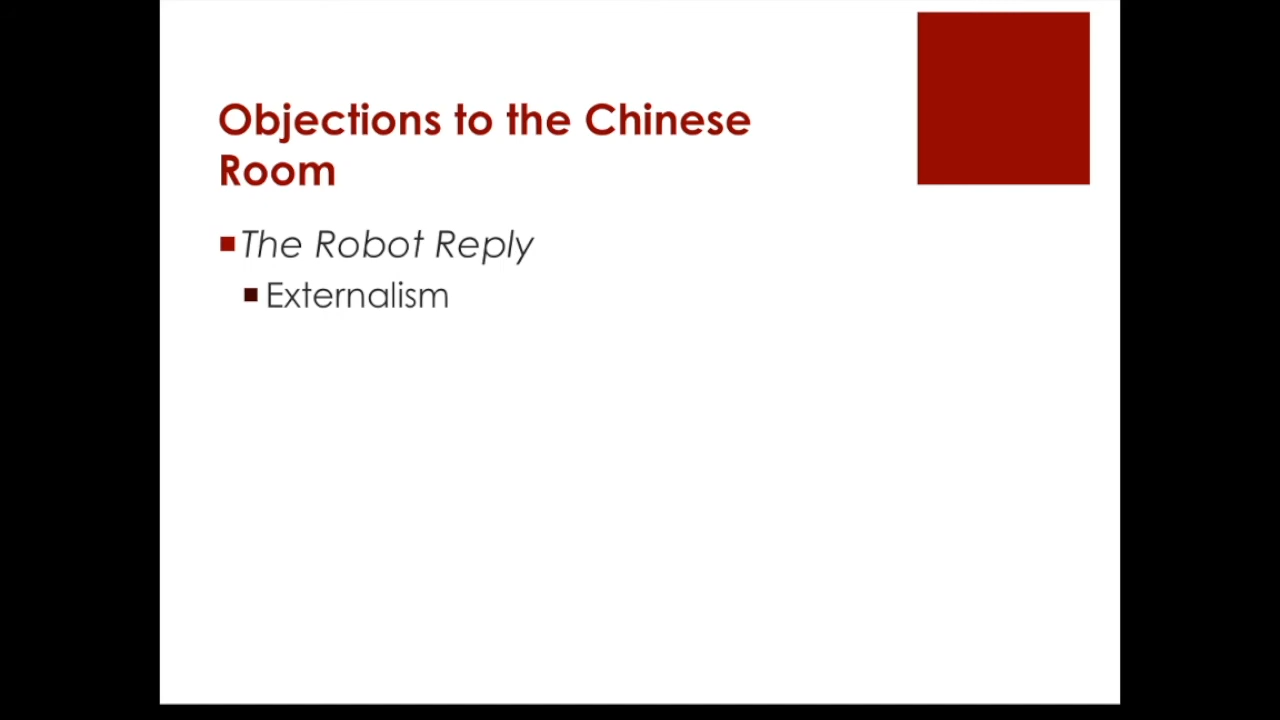 Objections to the Chinese
Room
The Robot Reply
Externalism